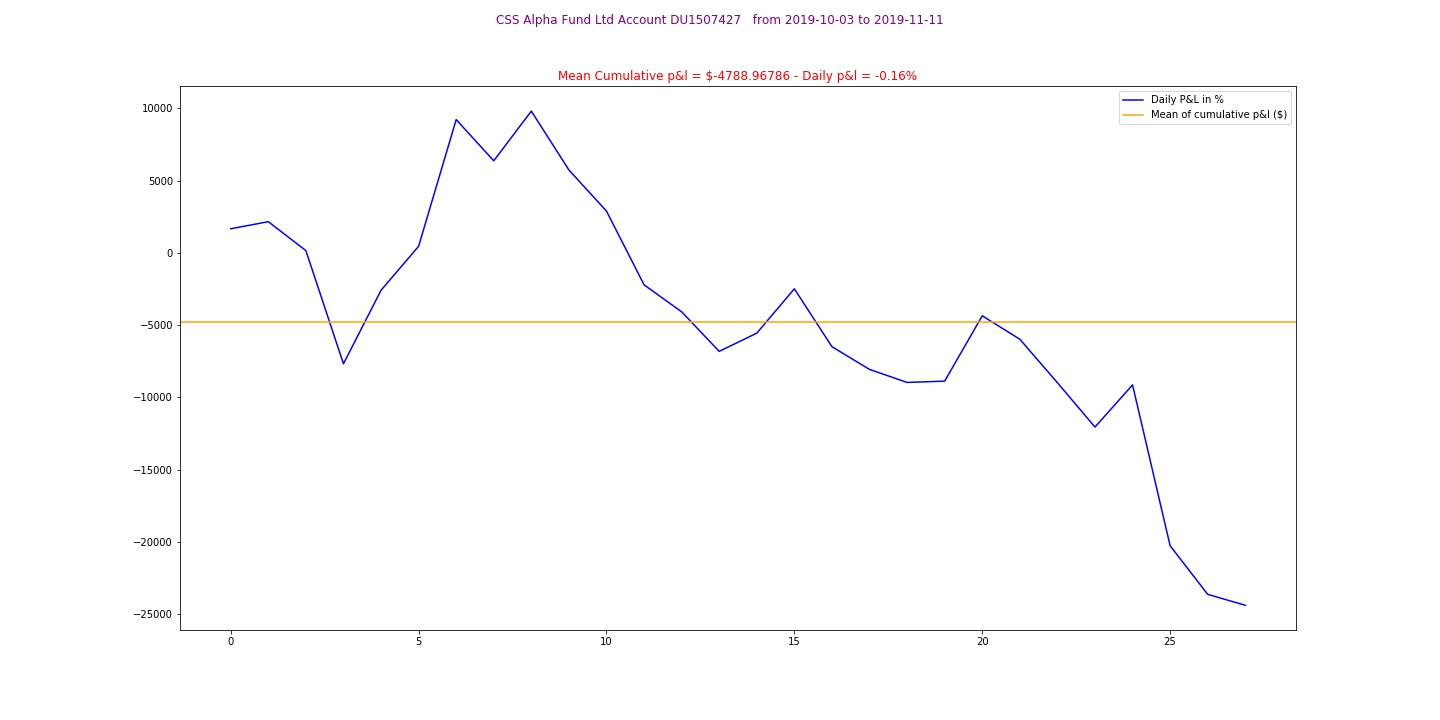 CSS Alpha Fund Ltd Account DU1507427   from 2019-10-03 to 2019-11-11
Mean Cumulative p&l = $-4788.96786 - Daily p&l = -0.16%
Daily P&L in %
Mean of cumulative p&l ($)
10000
5000
0
−5000
−10000
−15000
−20000
−25000
0 5 10 15 20 25